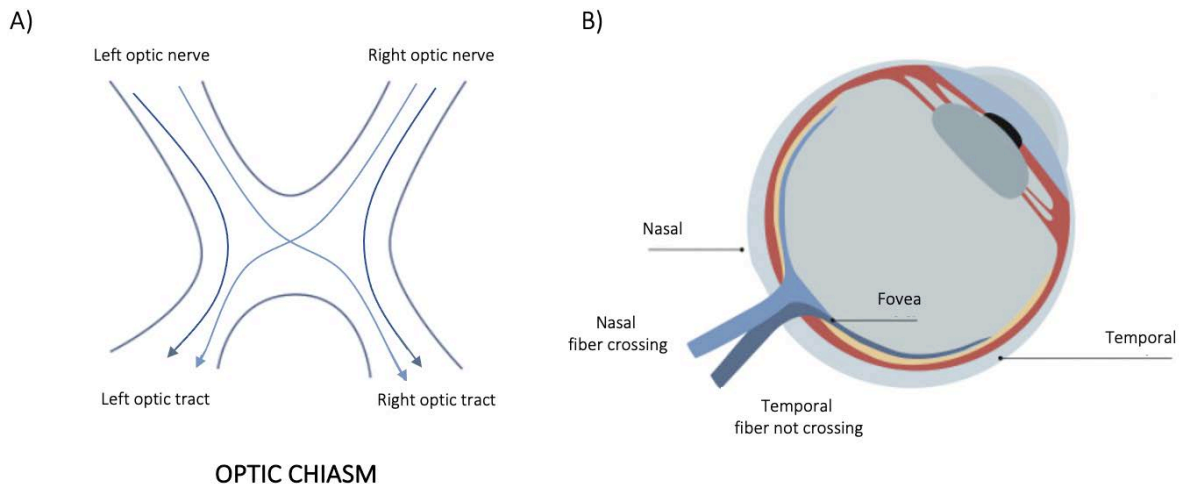 A)
B)
Left optic nerve
Right optic nerve
Nasal
Fovea
Nasal
fiber crossing
Temporal
Left optic tract
Right optic tract
Temporal
fiber not crossing
OPTIC CHIASM